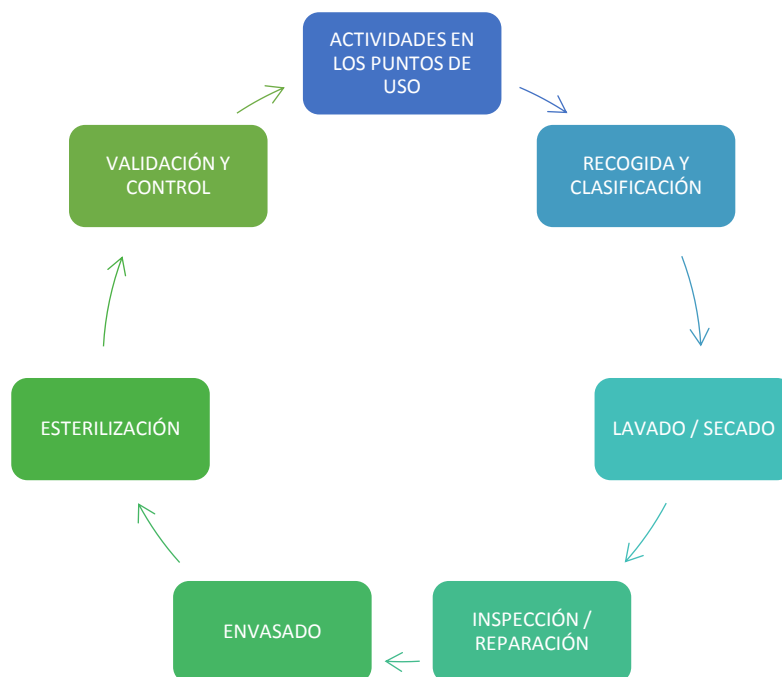 ACTIVIDADES EN
LOS PUNTOS DE
USO
RECOGIDA Y
CLASIFICACIÓN
LAVADO / SECADO
INSPECCIÓN /
REPARACIÓN
ENVASADO
ESTERILIZACIÓN
VALIDACIÓN Y
CONTROL